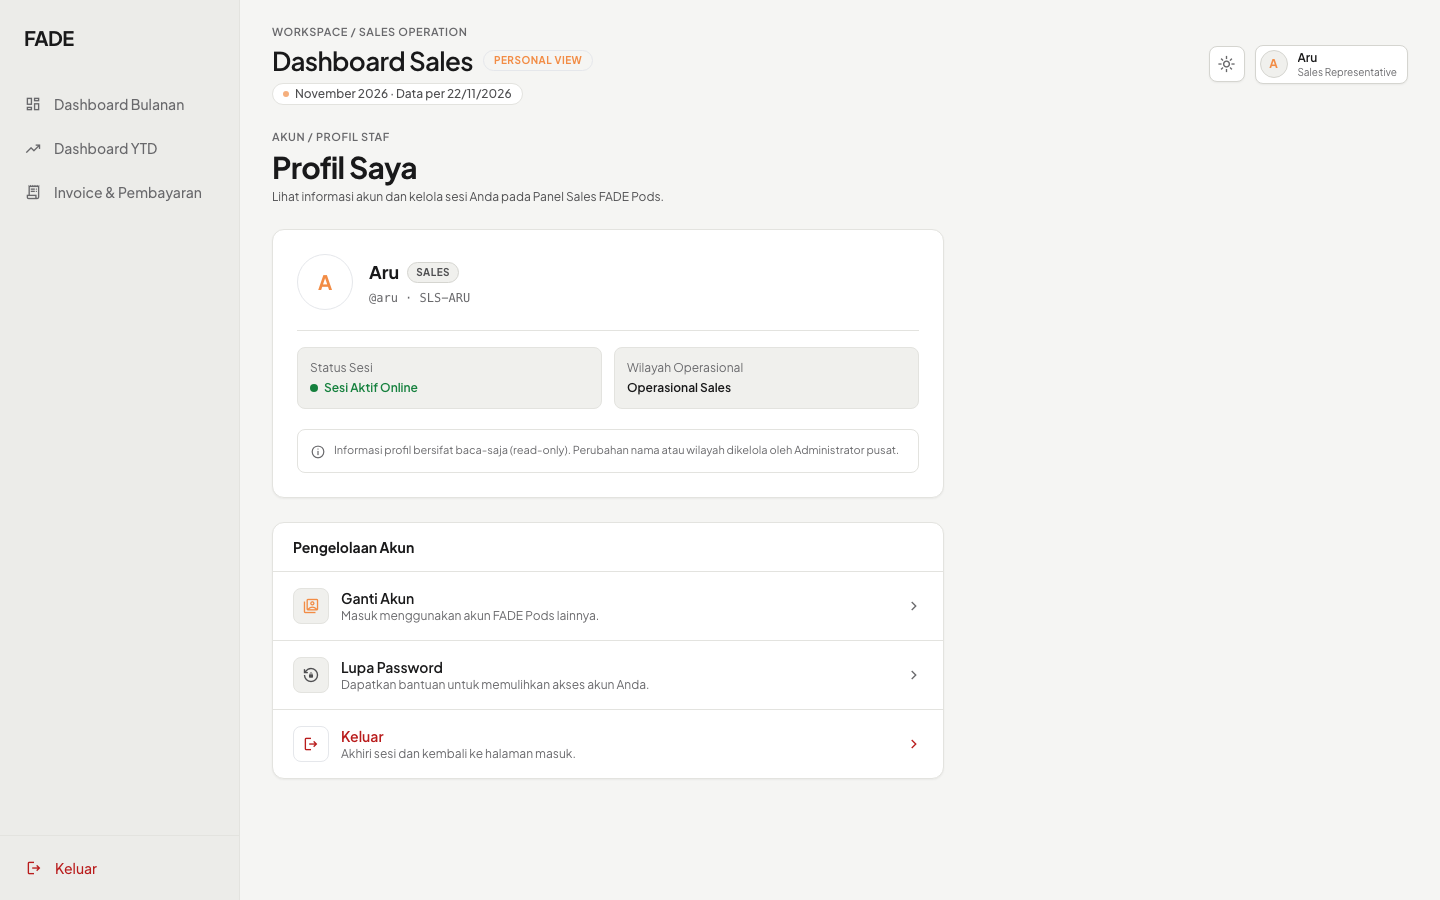 FADE
Dashboard Bulanan
Dashboard YTD
Invoice & Pembayaran
Keluar
WORKSPACE / SALES OPERATION
Dashboard Sales
PERSONAL VIEW
November 2026 · Data per 22/11/2026
A
Aru
Sales Representative
AKUN / PROFIL STAF
Profil Saya
Lihat informasi akun dan kelola sesi Anda pada Panel Sales FADE Pods.
A
Aru
SALES
@aru · SLS-ARU
Status Sesi
Sesi Aktif Online
Wilayah Operasional
Operasional Sales
Informasi profil bersifat baca-saja (read-only). Perubahan nama atau wilayah dikelola oleh Administrator pusat.
Pengelolaan Akun
Ganti Akun
Masuk menggunakan akun FADE Pods lainnya.
Lupa Password
Dapatkan bantuan untuk memulihkan akses akun Anda.
Keluar
Akhiri sesi dan kembali ke halaman masuk.